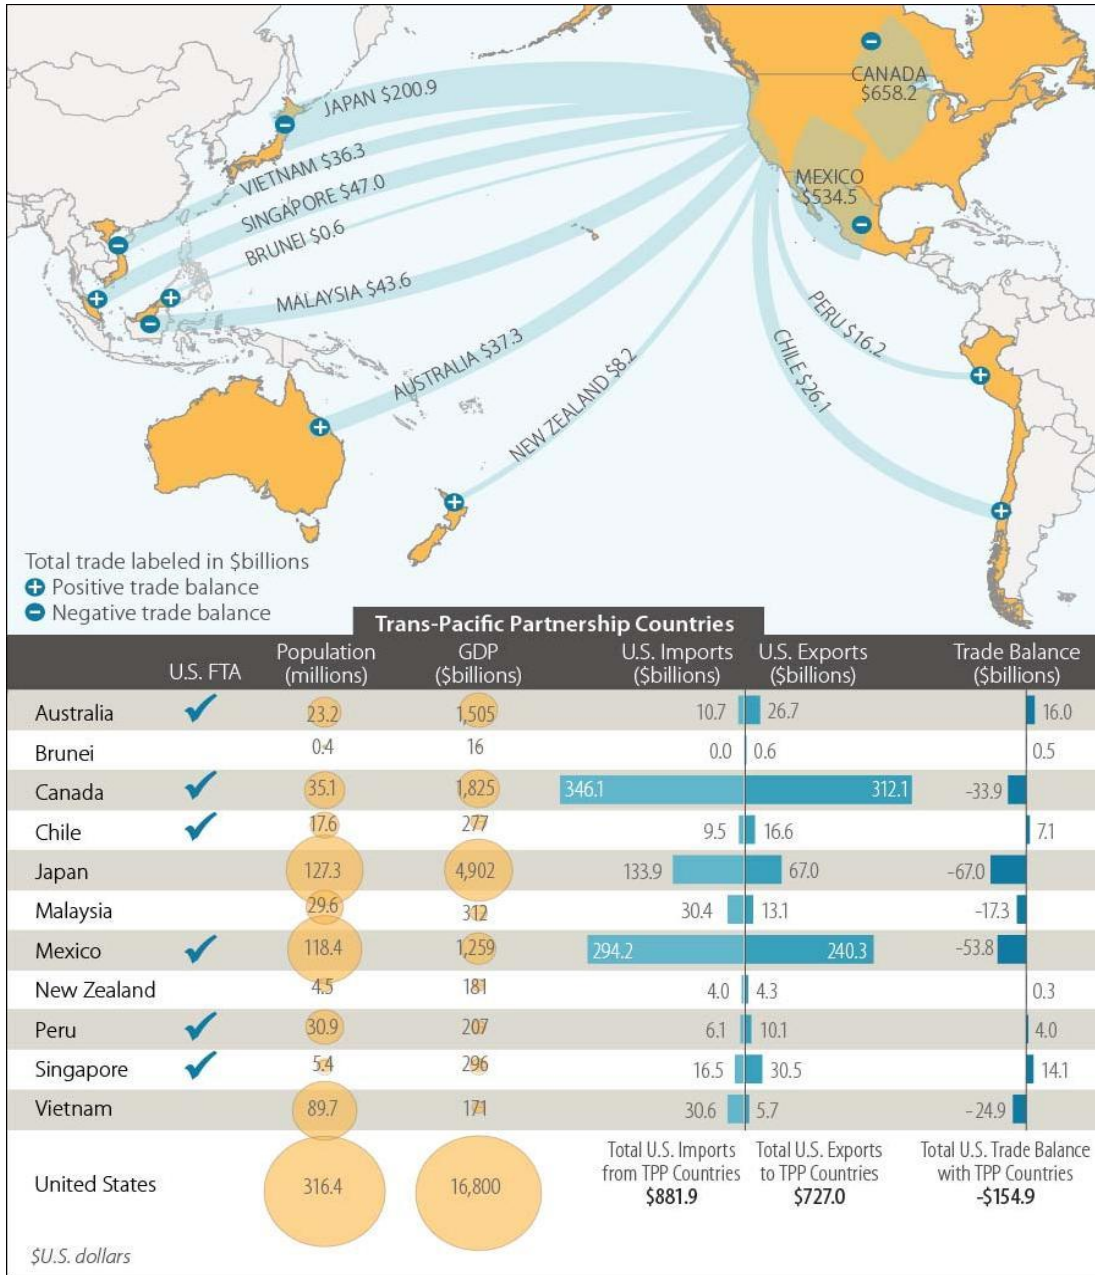 CANADA
$658.2
JAPAN $200.9
VIETNAM $36.3
MEXICO
$534.5
SINGAPORE $47.0
BRUNEI $0.6
MALAYSIA $43.6
PERU $16.2
AUSTRALIA $37.3
NEW ZEALAND $8.2
CHILE $26.1
Total trade labeled in $billions
+ Positive trade balance
− Negative trade balance
Trans-Pacific Partnership Countries
U.S. FTA Population (millions) GDP ($billions) U.S. Imports ($billions) U.S. Exports ($billions) Trade Balance ($billions)
Australia ✓ 23.2 1,505 10.7 26.7 16.0
Brunei 0.4 16 0.0 0.6 0.5
Canada ✓ 35.1 1,825 346.1 312.1 -33.9
Chile ✓ 17.6 277 9.5 16.6 7.1
Japan 127.3 4,902 133.9 67.0 -67.0
Malaysia 29.6 312 30.4 13.1 -17.3
Mexico ✓ 118.4 1,259 294.2 240.3 -53.8
New Zealand 4.5 181 4.0 4.3 0.3
Peru ✓ 30.9 207 6.1 10.1 4.0
Singapore ✓ 5.4 296 16.5 30.5 14.1
Vietnam 89.7 171 30.6 5.7 -24.9
United States 316.4 16,800
Total U.S. Imports
from TPP Countries
$881.9
Total U.S. Exports
to TPP Countries
$727.0
Total U.S. Trade Balance
with TPP Countries
-$154.9
$U.S. dollars